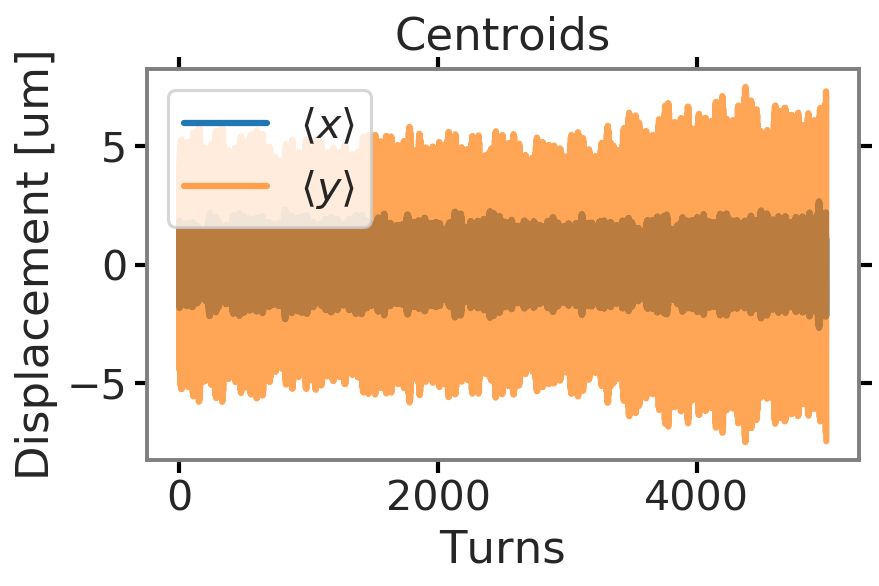 Centroids
Displacement [um]
5
0
−5
⟨x⟩
⟨y⟩
0 2000 4000
Turns